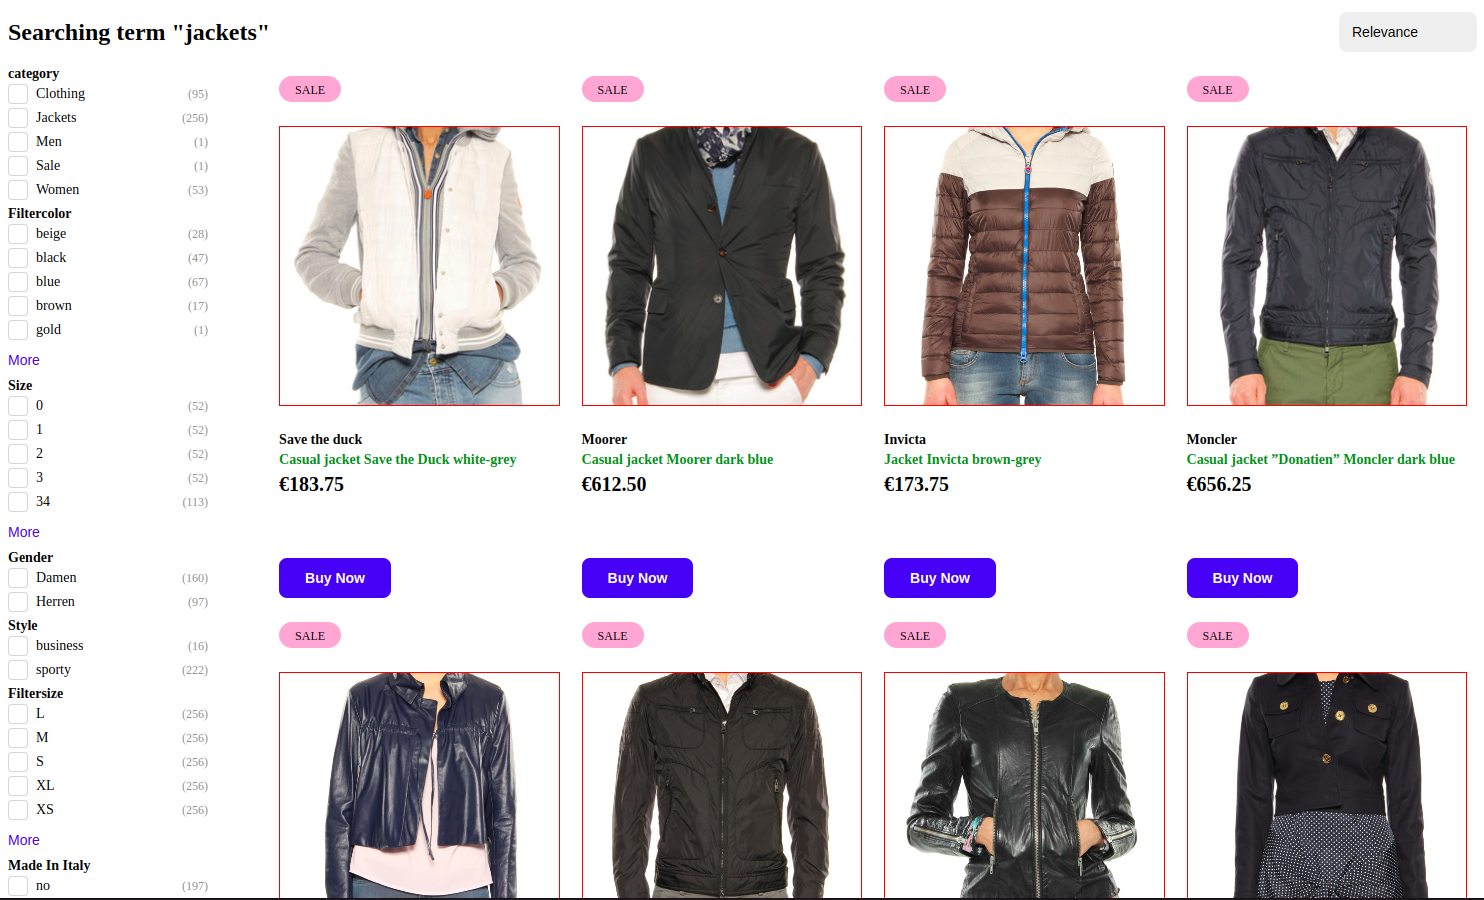 Searching term "jackets"
Relevance
category
Clothing (95)
Jackets (256)
Men (1)
Sale (1)
Women (53)
Filtercolor
beige (28)
black (47)
blue (67)
brown (17)
gold (1)
More
Size
0 (52)
1 (52)
2 (52)
3 (52)
34 (113)
More
Gender
Damen (160)
Herren (97)
Style
business (16)
sporty (222)
Filtersize
L (256)
M (256)
S (256)
XL (256)
XS (256)
More
Made In Italy
no (197)
SALE
Save the duck
Casual jacket Save the Duck white-grey
€183.75
Buy Now
SALE
Moorer
Casual jacket Moorer dark blue
€612.50
Buy Now
SALE
Invicta
Jacket Invicta brown-grey
€173.75
Buy Now
SALE
Moncler
Casual jacket ”Donatien” Moncler dark blue
€656.25
Buy Now
SALE
SALE
SALE
SALE